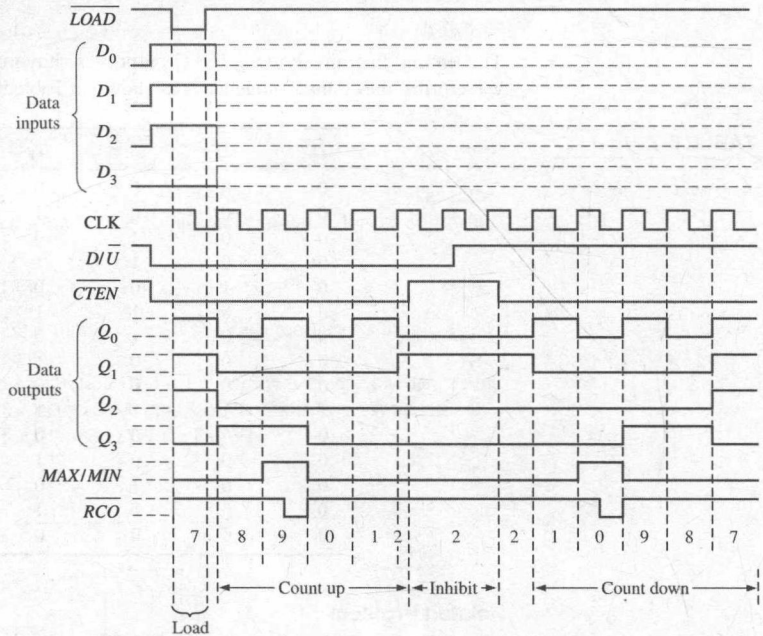 LOAD
D0
D1
Data
inputs
D2
D3
CLK
D/U
CTEN
Q0
Q1
Data
outputs
Q2
Q3
MAX/MIN
RCO
7 8 9 0 1 2 2 2 1 0 9 8 7
Count up Inhibit Count down
Load